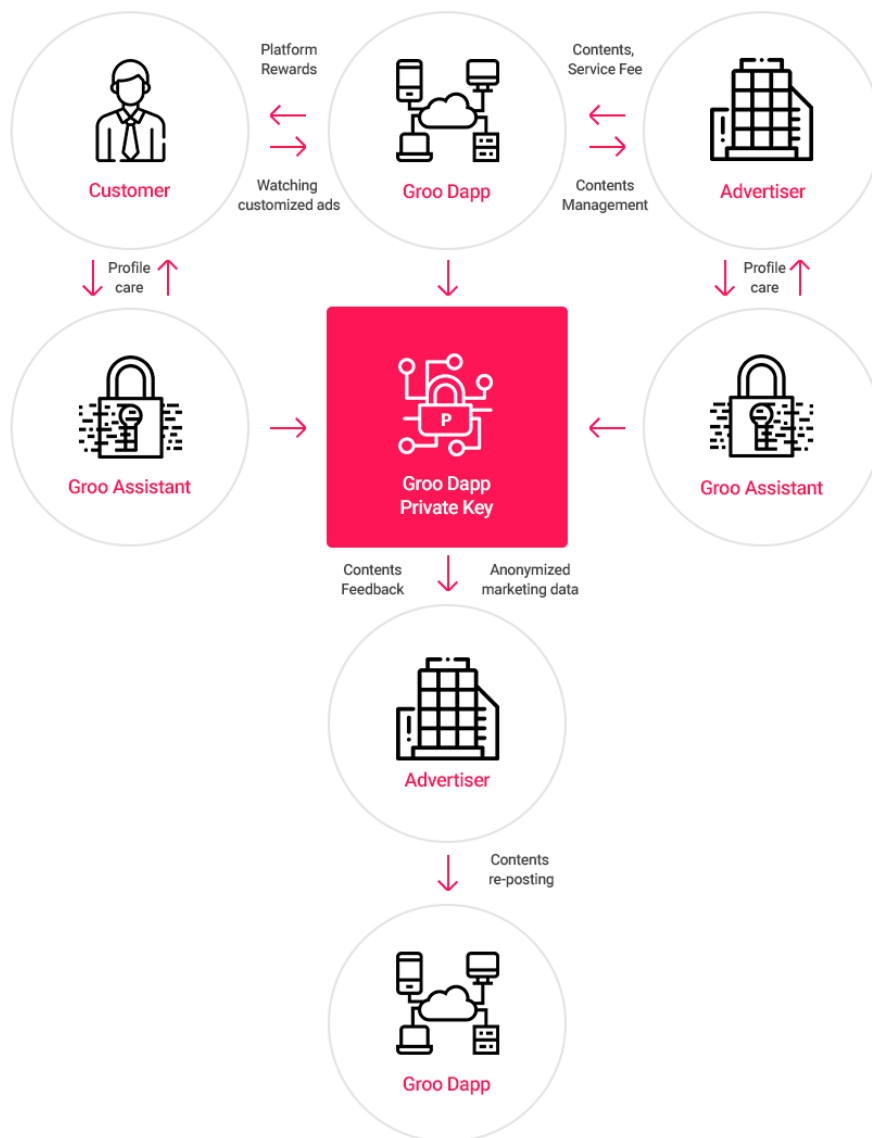 Platform
Rewards
Contents,
Service Fee
Customer
Watching
customized ads
Groo Dapp
Contents
Management
Advertiser
Profile
care
Profile
care
Groo Assistant
P
Groo Dapp
Private Key
Groo Assistant
Contents
Feedback
Anonymized
marketing data
Advertiser
Contents
re-posting
Groo Dapp